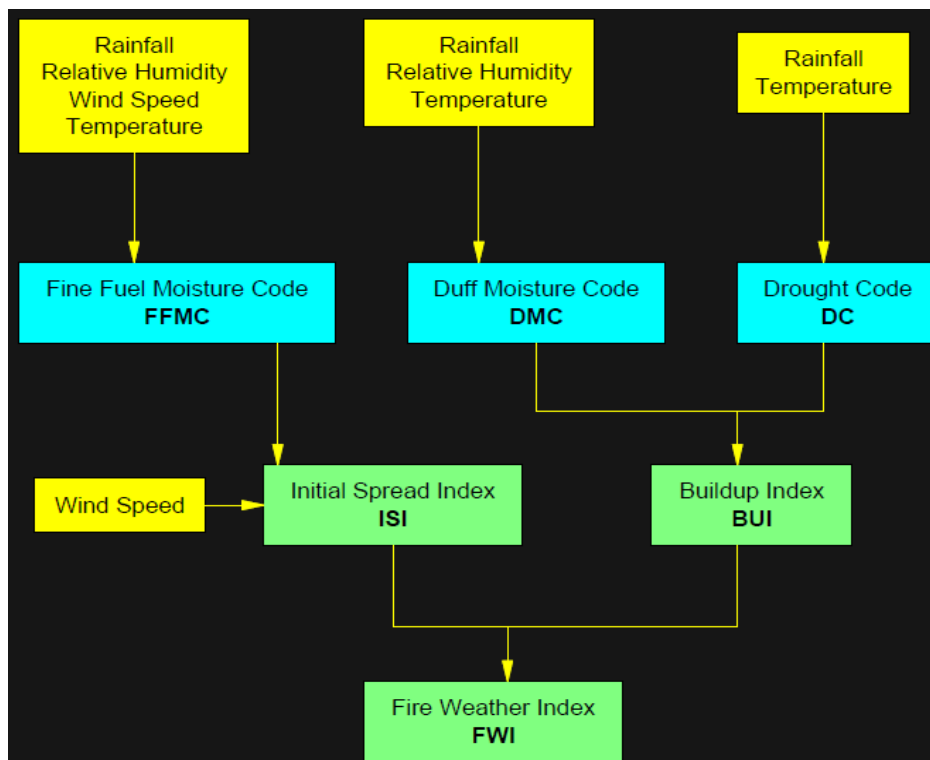 Rainfall
Relative Humidity
Wind Speed
Temperature
Rainfall
Relative Humidity
Temperature
Rainfall
Temperature
Fine Fuel Moisture Code
FFMC
Duff Moisture Code
DMC
Drought Code
DC
Wind Speed
Initial Spread Index
ISI
Buildup Index
BUI
Fire Weather Index
FWI